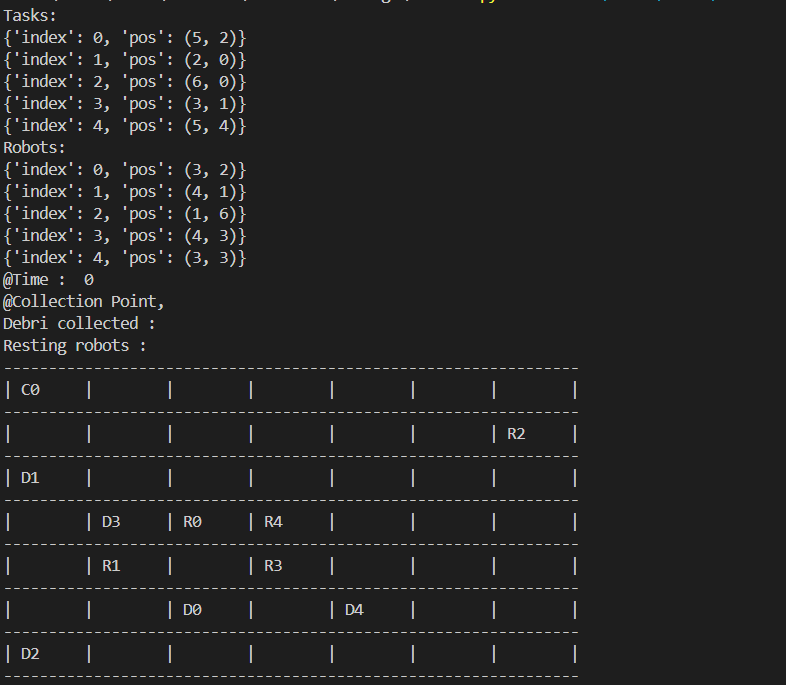 Tasks:
{'index': 0, 'pos': (5, 2)}
{'index': 1, 'pos': (2, 0)}
{'index': 2, 'pos': (6, 0)}
{'index': 3, 'pos': (3, 1)}
{'index': 4, 'pos': (5, 4)}
Robots:
{'index': 0, 'pos': (3, 2)}
{'index': 1, 'pos': (4, 1)}
{'index': 2, 'pos': (1, 6)}
{'index': 3, 'pos': (4, 3)}
{'index': 4, 'pos': (3, 3)}
@Time :  0
@Collection Point,
Debri collected :
Resting robots :
---------------------------------------------------------------
| C0     |        |        |        |        |        |        |
---------------------------------------------------------------
|        |        |        |        |        |        | R2     |
---------------------------------------------------------------
| D1     |        |        |        |        |        |        |
---------------------------------------------------------------
|        | D3     | R0     | R4     |        |        |        |
---------------------------------------------------------------
|        | R1     |        | R3     |        |        |        |
---------------------------------------------------------------
|        |        | D0     |        | D4     |        |        |
---------------------------------------------------------------
| D2     |        |        |        |        |        |        |
---------------------------------------------------------------